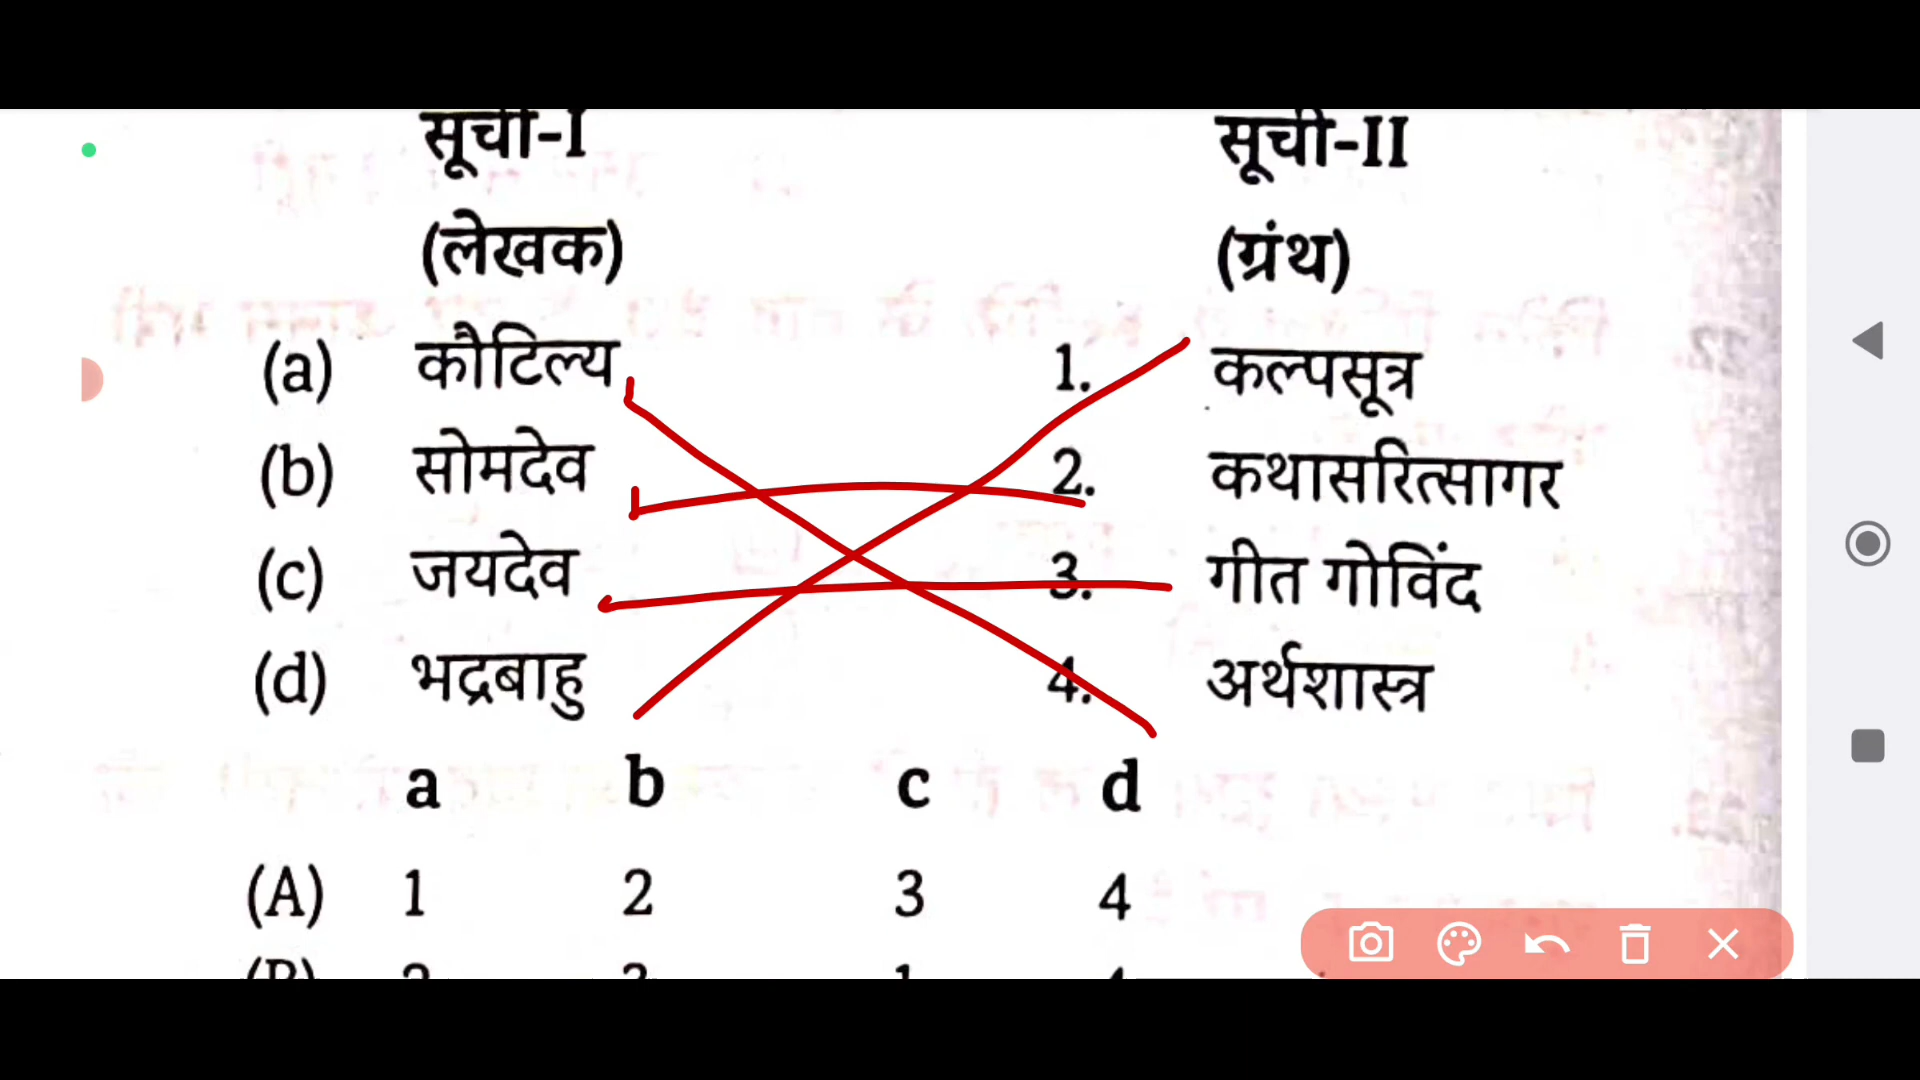 सूची-I सूची-II
(लेखक) (ग्रंथ)
(a) कौटिल्य 1. कल्पसूत्र
(b) सोमदेव 2. कथासरित्सागर
(c) जयदेव 3. गीत गोविंद
(d) भद्रबाहु 4. अर्थशास्त्र
a b c d
(A) 1 2 3 4